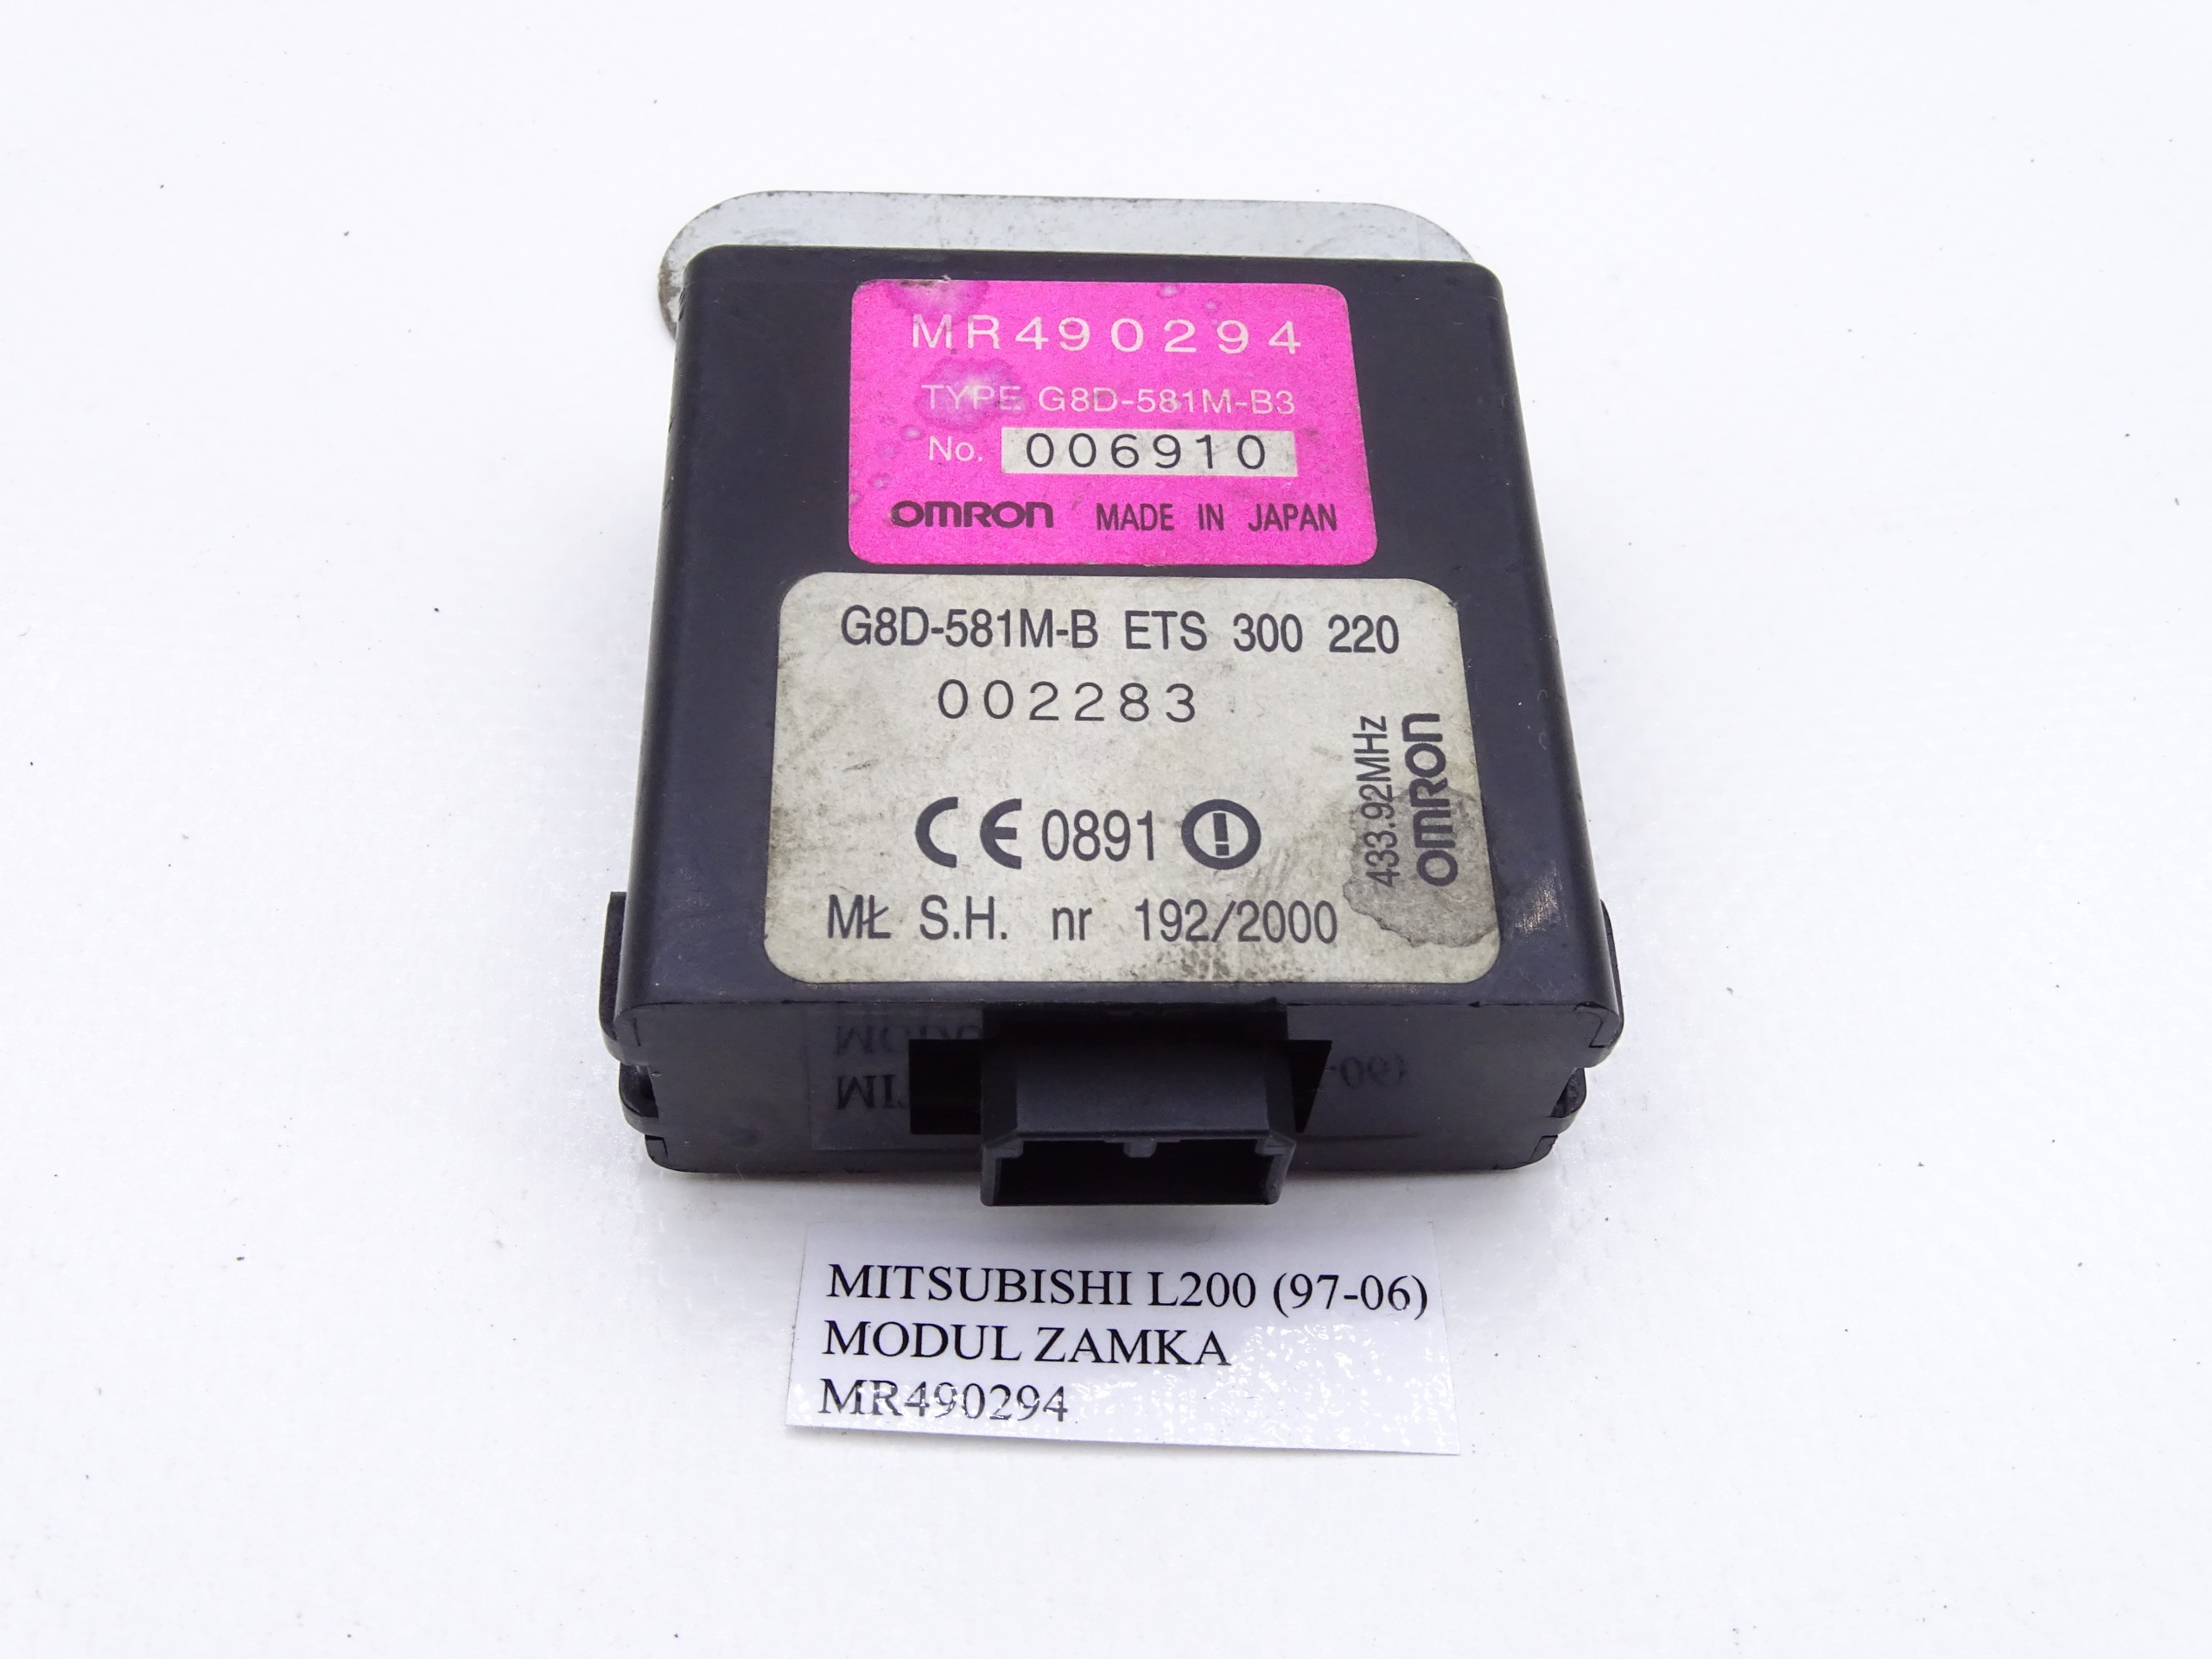 MR490294
TYPE G8D-581M-B3
No. 006910
OMRON MADE IN JAPAN
G8D-581M-B ETS 300 220
002283
433.92MHz
OMRON
CE 0891
MŁ S.H. nr 192/2000
MITSUBISHI L200 (97-06)
MODUL ZAMKA
MR490294